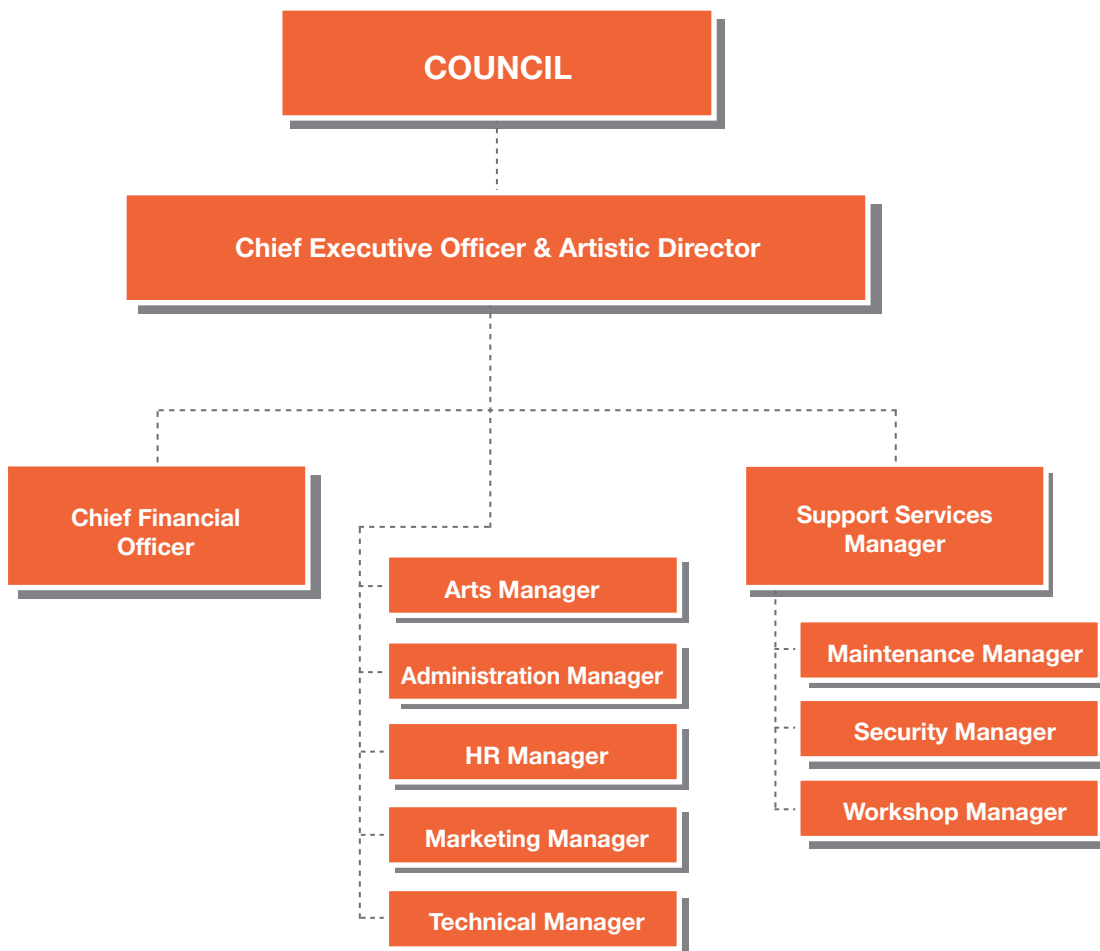 COUNCIL
Chief Executive Officer & Artistic Director
Chief Financial
Officer
Support Services
Manager
Arts Manager
Administration Manager
HR Manager
Marketing Manager
Technical Manager
Maintenance Manager
Security Manager
Workshop Manager